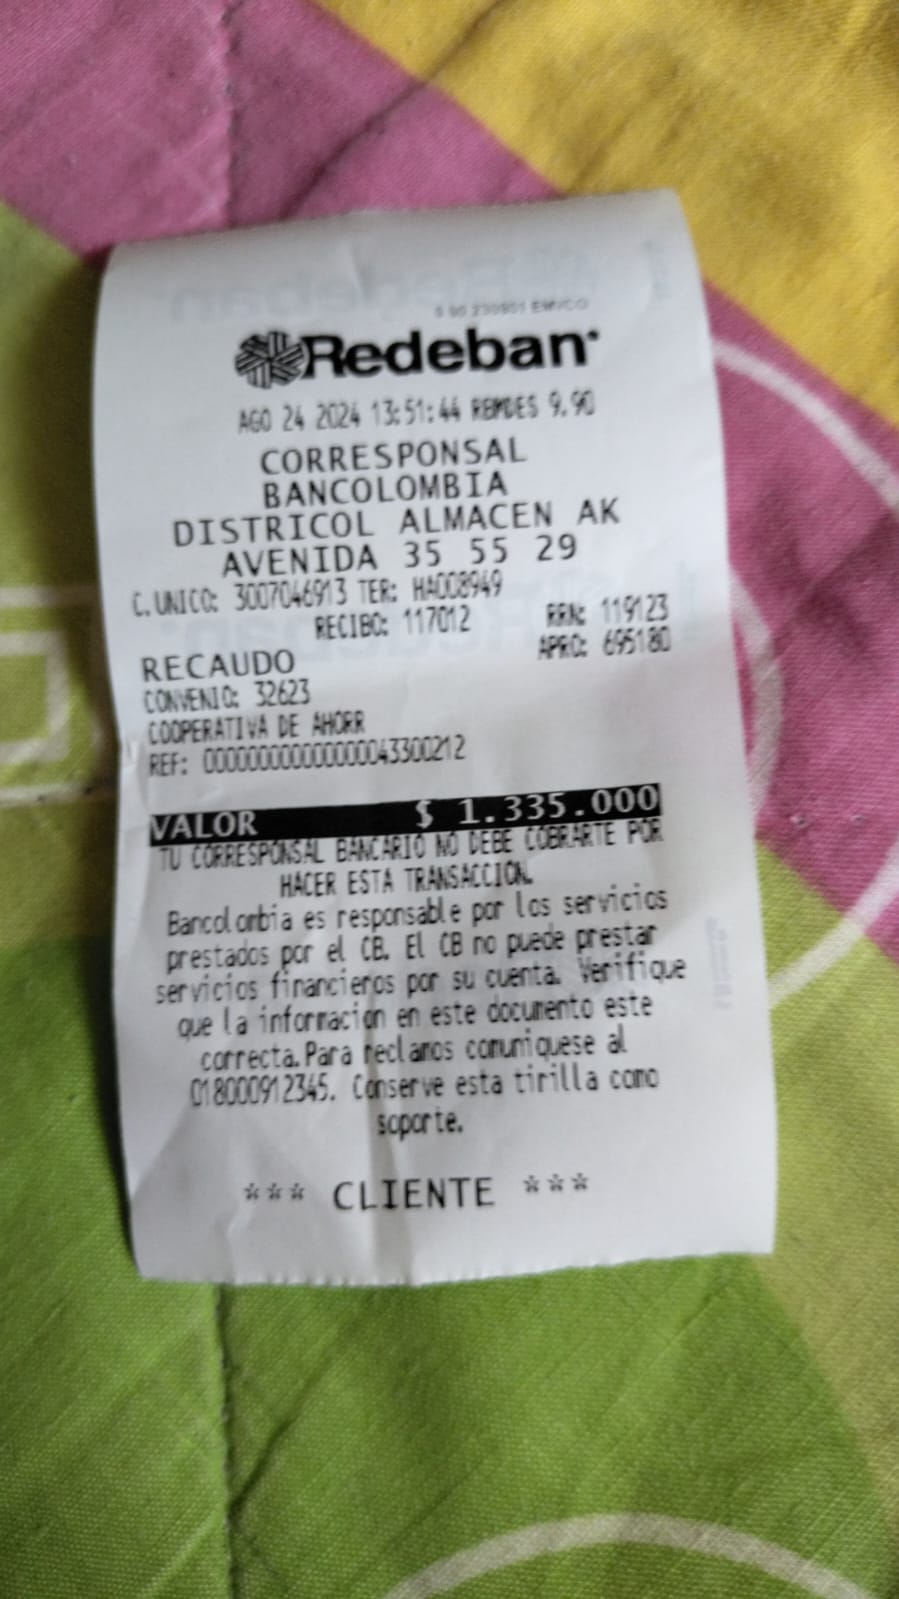 Redeban
AGO 24 2024 13:51:44 RBMDES 9.90
CORRESPONSAL
BANCOLOMBIA
DISTRICOL ALMACEN AK
AVENIDA 35 55 29
C.UNICO: 3007046913 TER: HAO08949
RECIBO: 117012 RRN: 119123
RECAUDO APRO: 695180
CONVENIO: 32623
COOPERATIVA DE AHORR
VALOR $ 1.335.000
TU CORRESPONSAL BANCARIO NO DEBE COBRARTE POR
HACER ESTA TRANSACCION.
Bancolombia es responsable por los servicios
prestados por el CB. El CB no puede prestar
servicios financieros por su cuenta. Verifique
que la informacion en este documento este
correcta.Para reclamos comuniquese al
018000912345. Conserve esta tirilla como
soporte.
*** CLIENTE ***